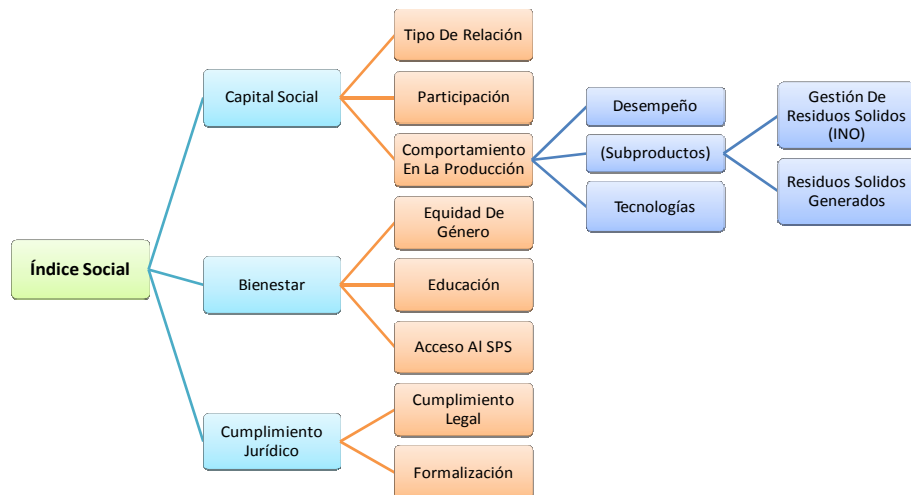 Índice Social
Capital Social
Tipo De Relación
Participación
Comportamiento
En La Producción
Desempeño
(Subproductos)
Gestión De
Residuos Solidos
(INO)
Residuos Solidos
Generados
Tecnologías
Bienestar
Equidad De
Género
Educación
Acceso Al SPS
Cumplimiento
Jurídico
Cumplimiento
Legal
Formalización